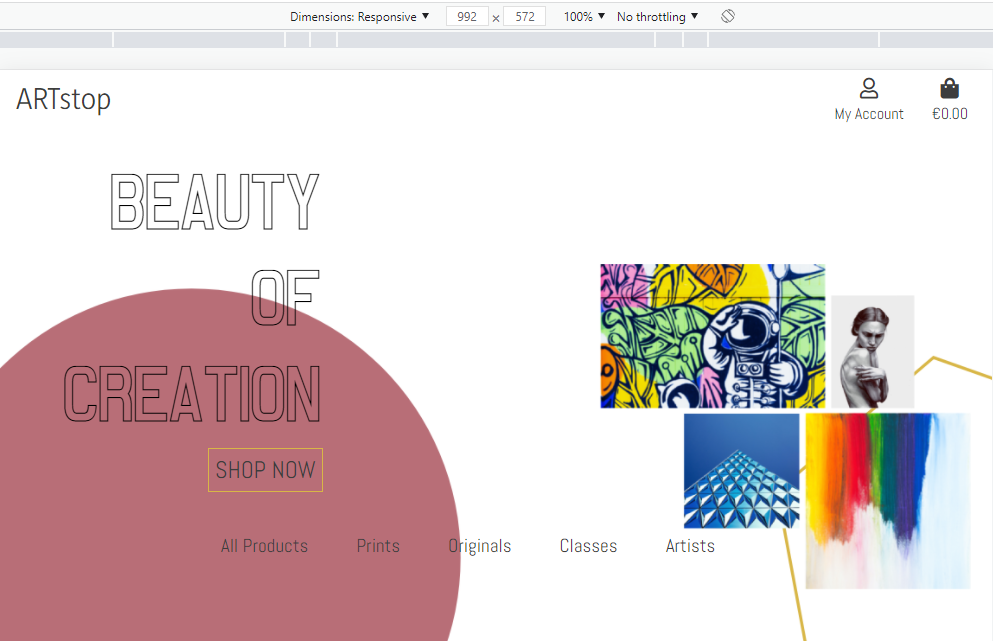 Dimensions: Responsive ▼ 992 × 572 100% ▼ No throttling ▼
ARTstop
My Account €0.00
BEAUTY
OF
CREATION
SHOP NOW
All Products Prints Originals Classes Artists